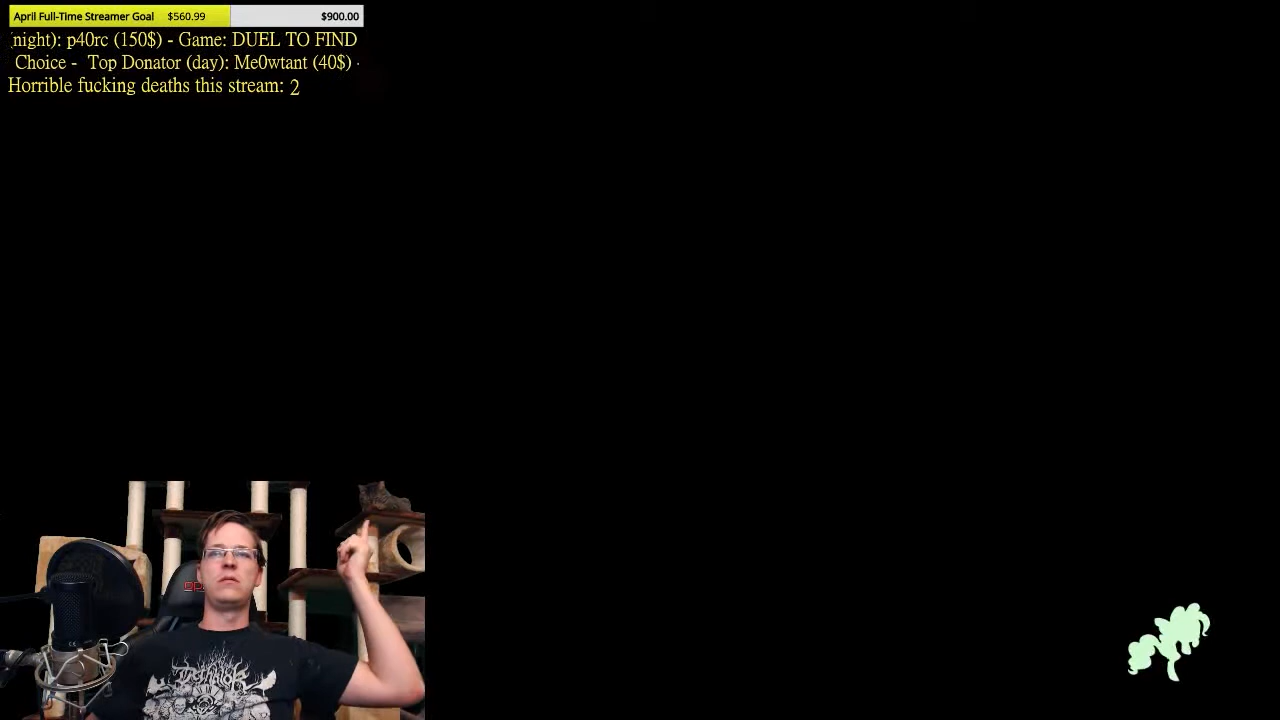 April Full-Time Streamer Goal $560.99 $900.00
night): p40rc (150$) - Game: DUEL TO FIND
Choice - Top Donator (day): Me0wtant (40$) -
Horrible fucking deaths this stream: 2
Dethklok